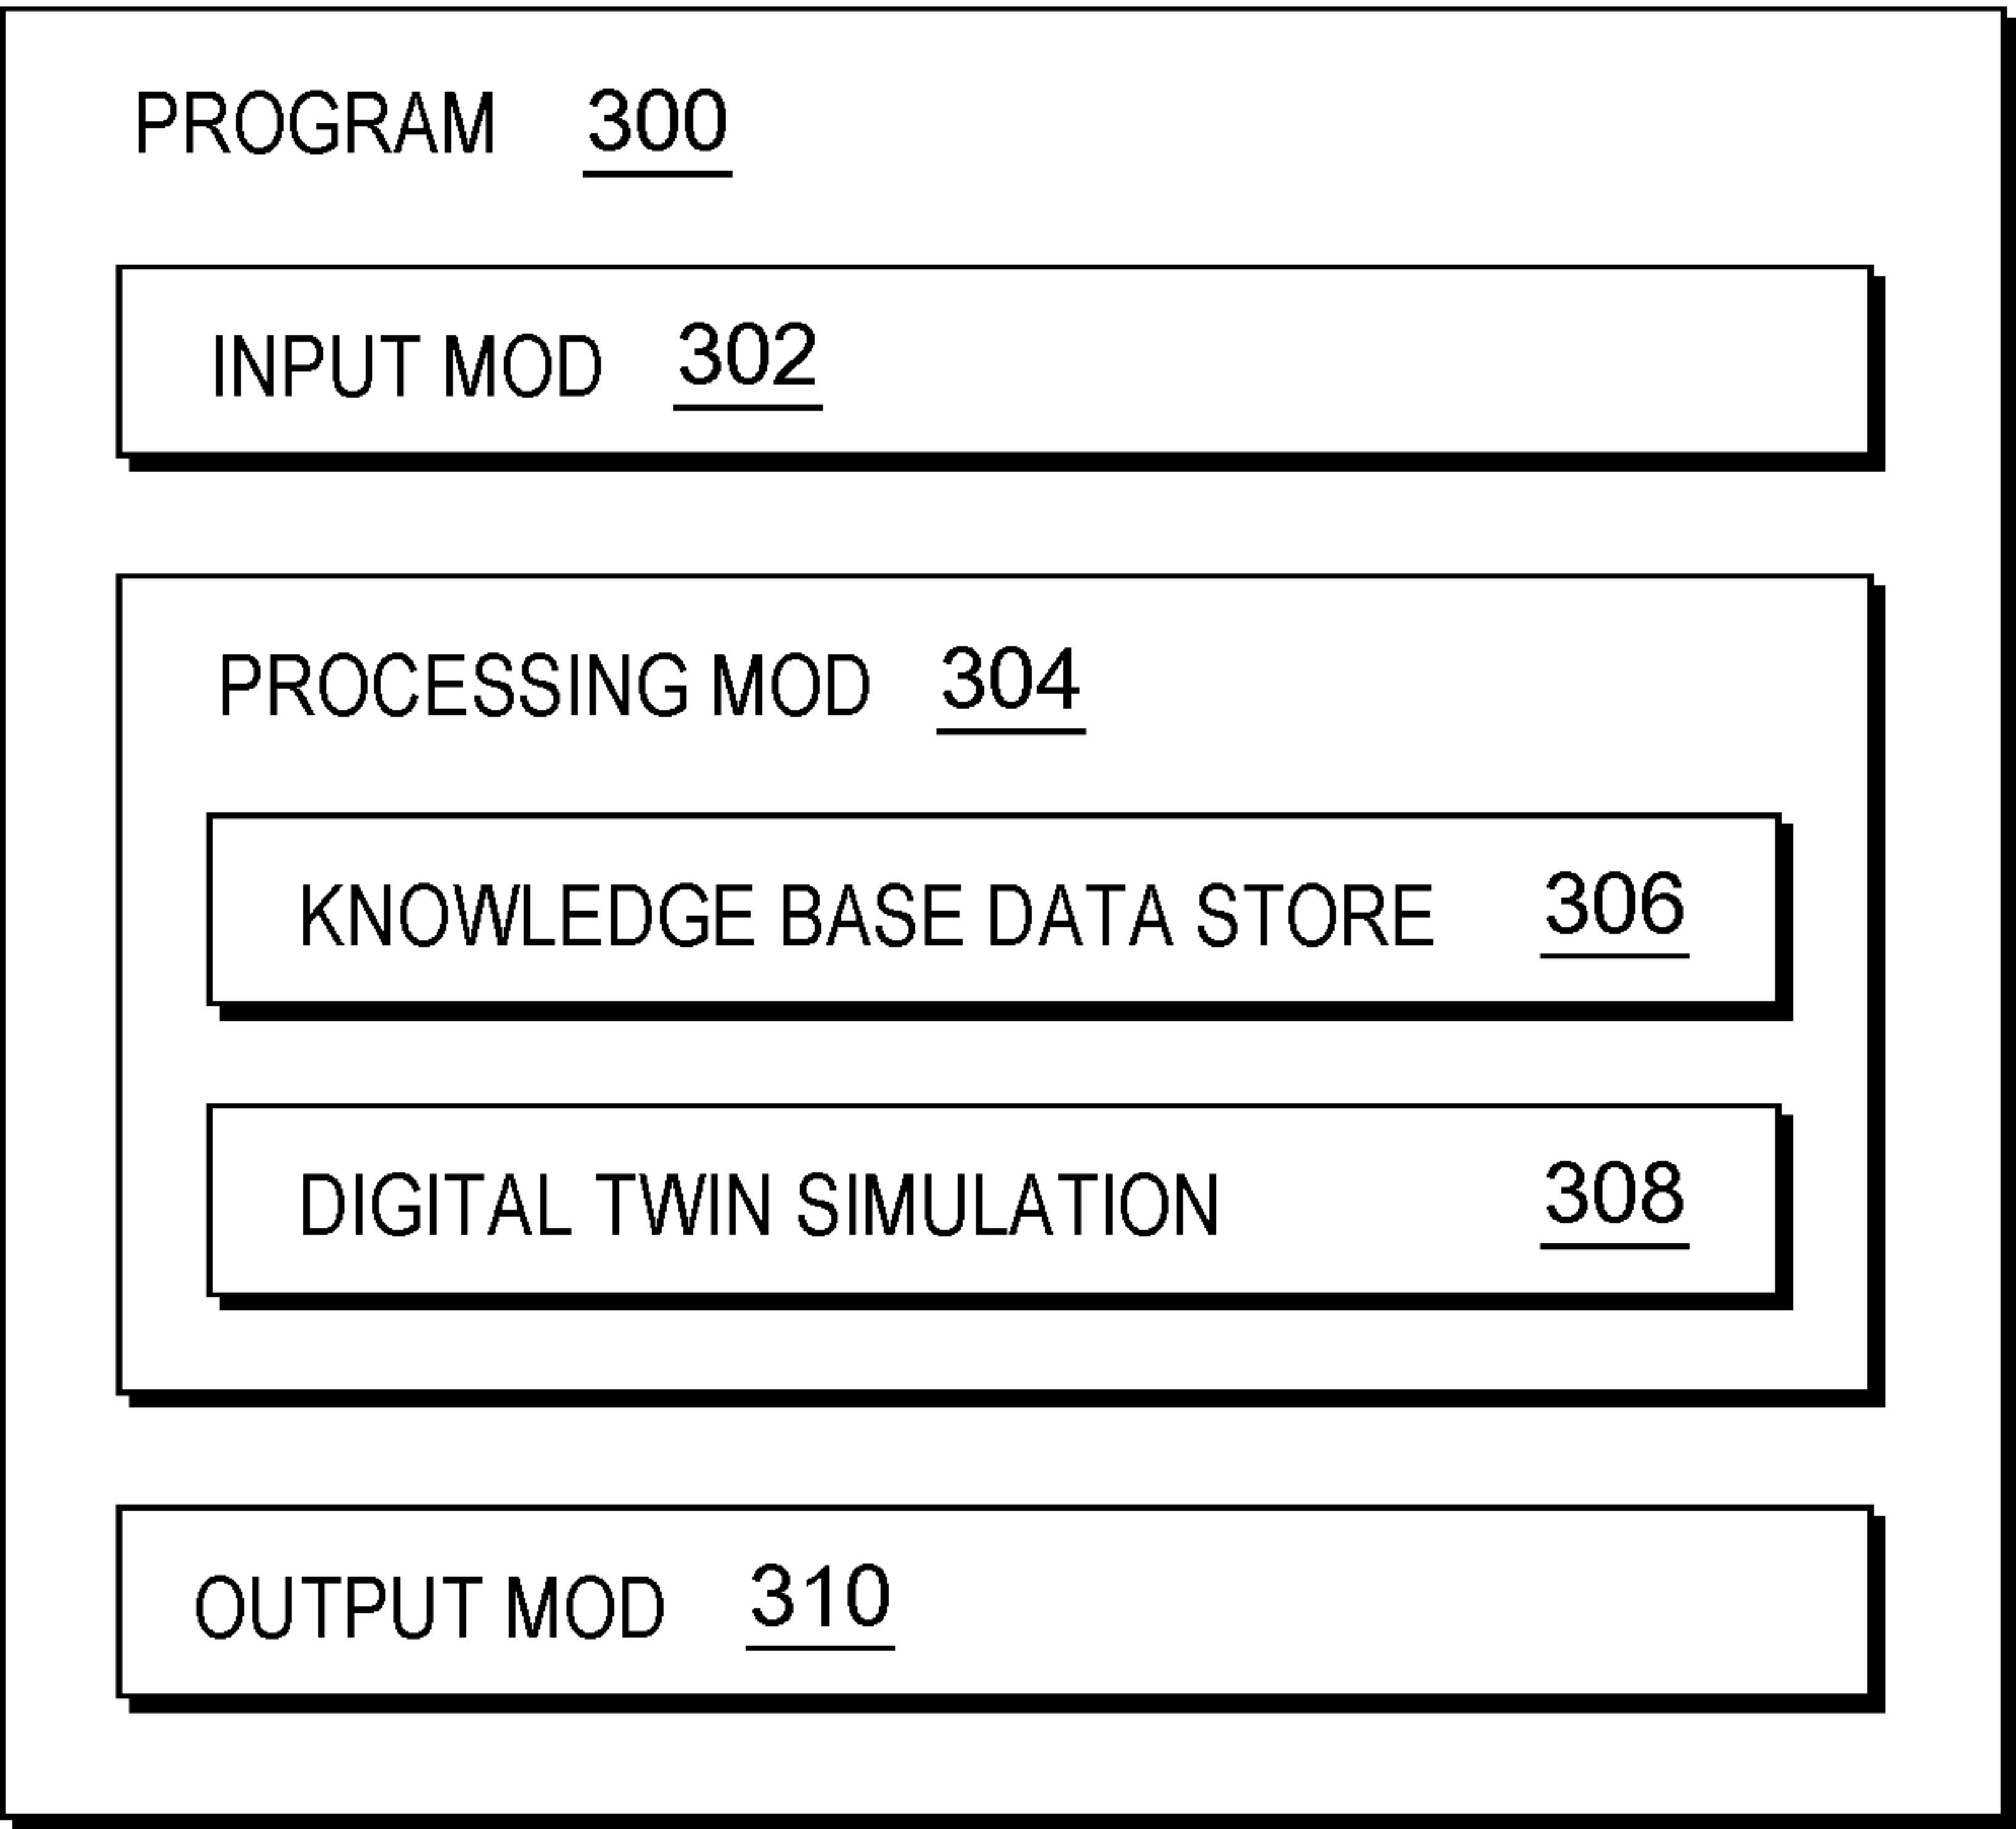 PROGRAM 300
INPUT MOD 302
PROCESSING MOD 304
KNOWLEDGE BASE DATA STORE 306
DIGITAL TWIN SIMULATION 308
OUTPUT MOD 310